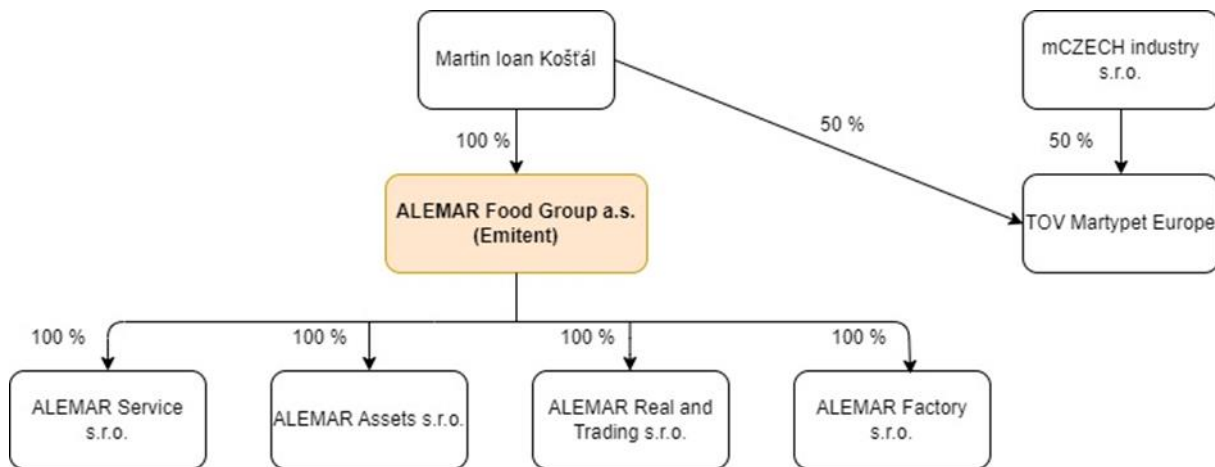 Martin Ioan Košťál
mCZECH industry
s.r.o.
100 %
50 %
50 %
ALEMAR Food Group a.s.
(Emitent)
TOV Martypet Europe
100 %
100 %
100 %
100 %
ALEMAR Service
s.r.o.
ALEMAR Assets s.r.o.
ALEMAR Real and
Trading s.r.o.
ALEMAR Factory
s.r.o.